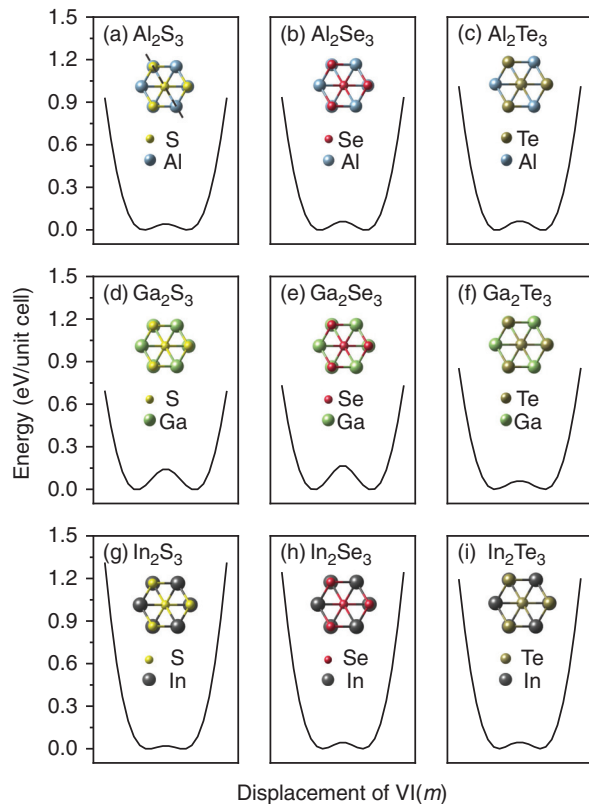 Energy (eV/unit cell)
1.5
1.2
0.9
0.6
0.3
0.0
(a) Al2S3
S
Al
(b) Al2Se3
Se
Al
(c) Al2Te3
Te
Al
1.5
1.2
0.9
0.6
0.3
0.0
(d) Ga2S3
S
Ga
(e) Ga2Se3
Se
Ga
(f) Ga2Te3
Te
Ga
1.5
1.2
0.9
0.6
0.3
0.0
(g) In2S3
S
In
(h) In2Se3
Se
In
(i) In2Te3
Te
In
Displacement of VI(m)